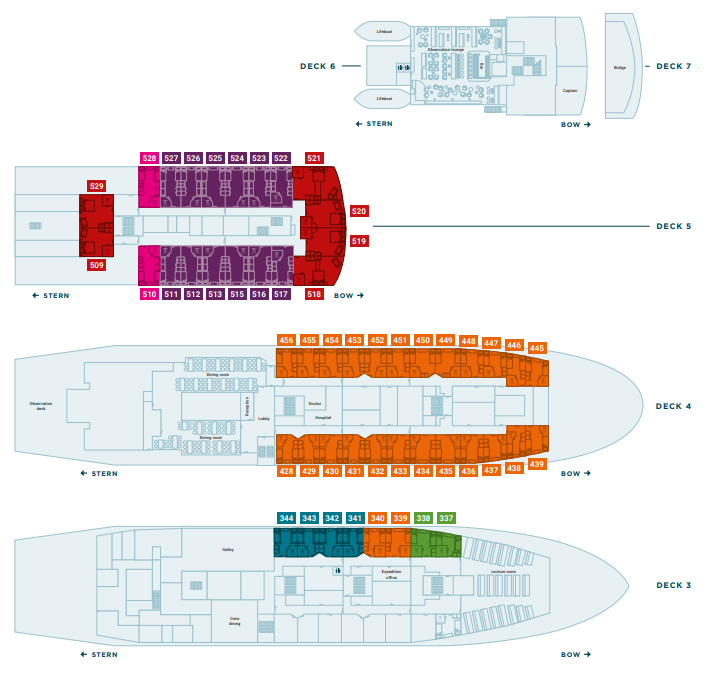 Lifeboat
Observation lounge
Bar
Bridge
DECK 6
DECK 7
Captain
Lifeboat
← STERN
BOW →
528 527 526 525 524 523 522 521
529
520
519
DECK 5
509
510 511 512 513 515 516 517 518
← STERN
BOW →
456 455 454 453 452 451 450 449 448 447 446 445
Dining room
Observation
deck
Reception
Doctor
Lobby
Hospital
DECK 4
Dining room
428 429 430 431 432 433 434 435 436 437 438 439
← STERN
BOW →
344 343 342 341 340 339 338 337
Galley
Expedition
office
Lecture room
DECK 3
Crew
dining
← STERN
BOW →